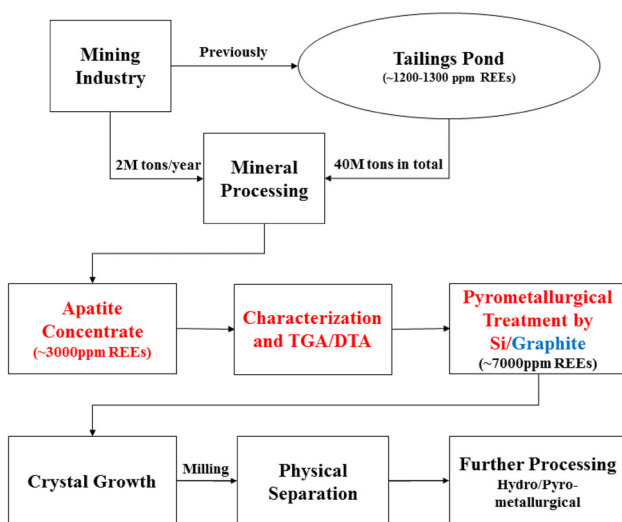 Mining
Industry
Previously
Tailings Pond
(~1200-1300 ppm REEs)
2M tons/year
Mineral
Processing
40M tons in total
Apatite
Concentrate
(~3000ppm REEs)
Characterization
and TGA/DTA
Pyrometallurgical
Treatment by
Si/Graphite
(~7000ppm REEs)
Crystal Growth
Milling
Physical
Separation
Further Processing
Hydro/Pyro-
metallurgical